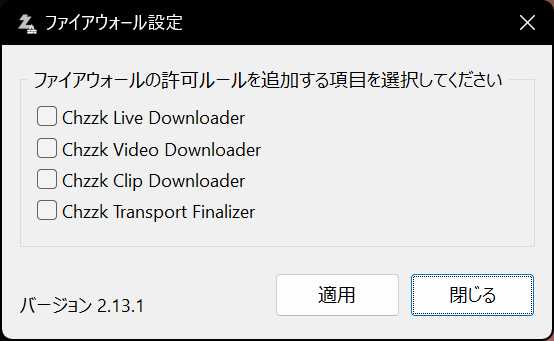 ファイアウォール設定
ファイアウォールの許可ルールを追加する項目を選択してください
Chzzk Live Downloader
Chzzk Video Downloader
Chzzk Clip Downloader
Chzzk Transport Finalizer
バージョン 2.13.1
適用
閉じる